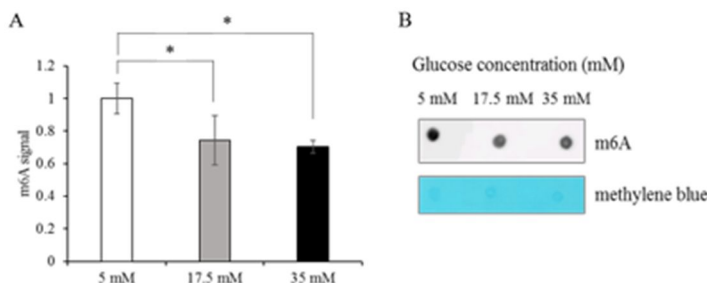 A
*
*
1.2
1
0.8
0.6
0.4
0.2
0
m6A signal
5 mM 17.5 mM 35 mM
B
Glucose concentration (mM)
5 mM 17.5 mM 35 mM
m6A
methylene blue